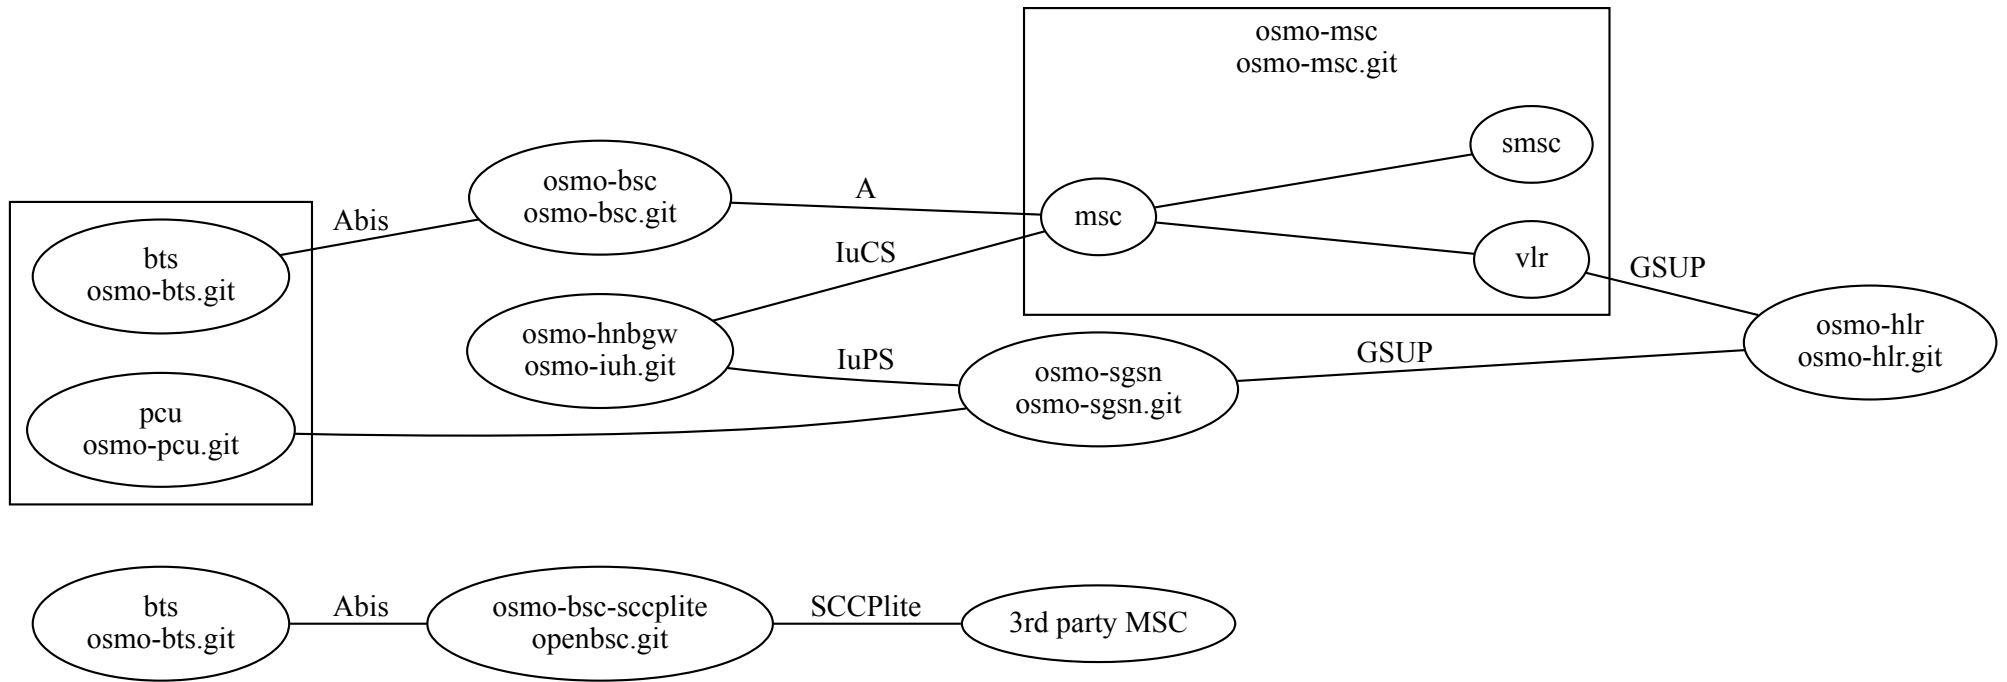 osmo-msc
osmo-msc.git
smsc
osmo-bsc
osmo-bsc.git
A
msc
Abis
bts
osmo-bts.git
IuCS
vlr
GSUP
osmo-hnbgw
osmo-iuh.git
IuPS
osmo-sgsn
osmo-sgsn.git
GSUP
osmo-hlr
osmo-hlr.git
pcu
osmo-pcu.git
bts
osmo-bts.git
Abis
osmo-bsc-sccplite
openbsc.git
SCCPlite
3rd party MSC